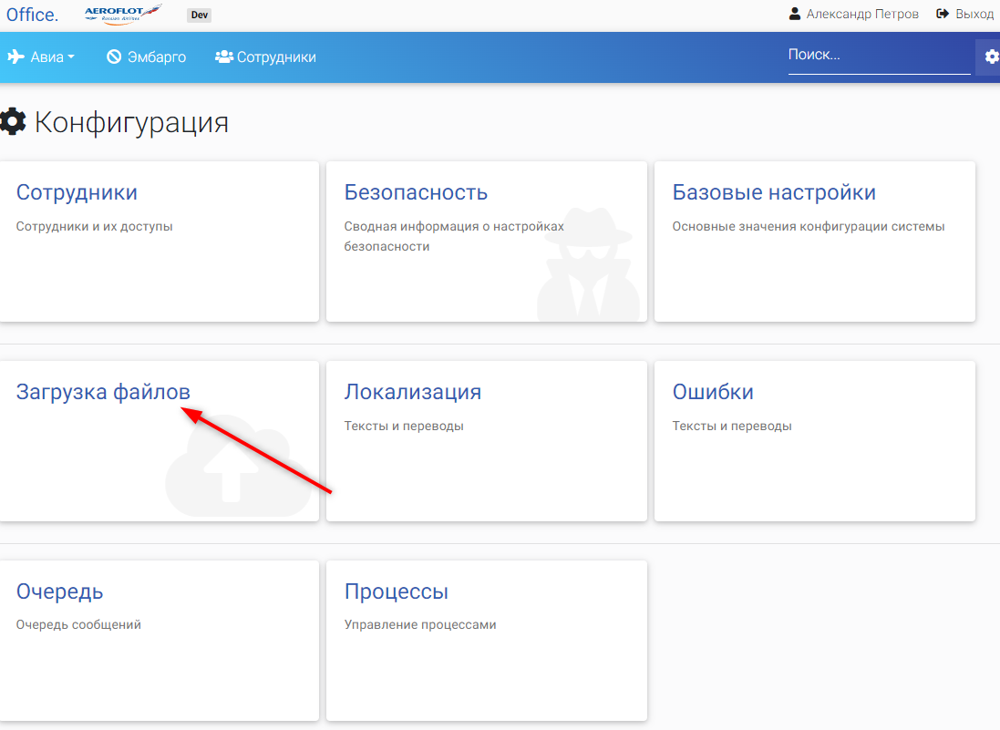 Office. AEROFLOT Russian Airlines Dev Александр Петров Выход
Авиа Эмбарго Сотрудники Поиск...
Конфигурация
Сотрудники
Сотрудники и их доступы
Безопасность
Сводная информация о настройках
безопасности
Базовые настройки
Основные значения конфигурации системы
Загрузка файлов
Локализация
Тексты и переводы
Ошибки
Тексты и переводы
Очередь
Очередь сообщений
Процессы
Управление процессами